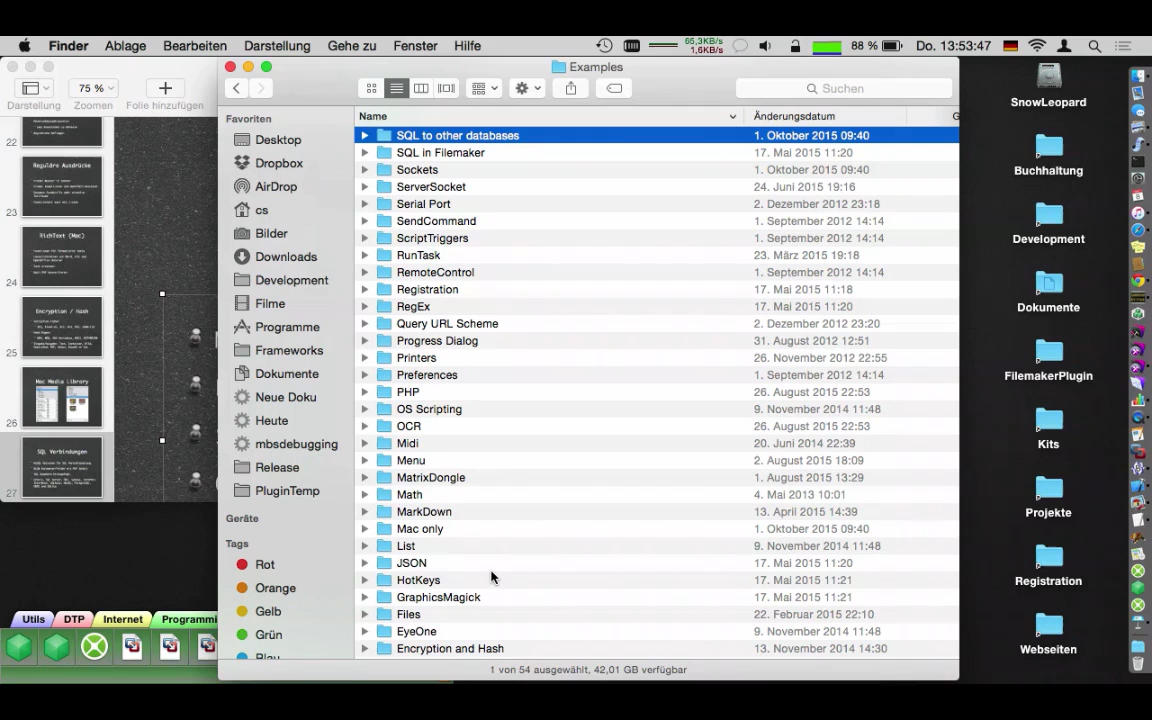 Finder Ablage Bearbeiten Darstellung Gehe zu Fenster Hilfe 65,3KB/s 1,6KB/s 88 % Do. 13:53:47
75 %
Darstellung Zoomen Folie hinzufügen
22
Reguläre Ausdrücke
23
RichText (Mac)
24
Encryption / Hash
25
Mac Media Library
26
SQL Verbindungen
27
Utils DTP Internet Programmi
Examples
Suchen
Favoriten
Desktop
Dropbox
AirDrop
cs
Bilder
Downloads
Development
Filme
Programme
Frameworks
Dokumente
Neue Doku
Heute
mbsdebugging
Release
PluginTemp
Geräte
Tags
Rot
Orange
Gelb
Grün
Blau
Name Änderungsdatum G
SQL to other databases 1. Oktober 2015 09:40
SQL in Filemaker 17. Mai 2015 11:20
Sockets 1. Oktober 2015 09:40
ServerSocket 24. Juni 2015 19:16
Serial Port 2. Dezember 2012 23:18
SendCommand 1. September 2012 14:14
ScriptTriggers 1. September 2012 14:14
RunTask 23. März 2015 19:18
RemoteControl 1. September 2012 14:14
Registration 17. Mai 2015 11:18
RegEx 17. Mai 2015 11:20
Query URL Scheme 2. Dezember 2012 23:20
Progress Dialog 31. August 2012 12:51
Printers 26. November 2012 22:55
Preferences 1. September 2012 14:14
PHP 26. August 2015 22:53
OS Scripting 9. November 2014 11:48
OCR 26. August 2015 22:53
Midi 20. Juni 2014 22:39
Menu 2. August 2015 18:09
MatrixDongle 1. August 2015 13:29
Math 4. Mai 2013 10:01
MarkDown 13. April 2015 14:39
Mac only 1. Oktober 2015 09:40
List 9. November 2014 11:48
JSON 17. Mai 2015 11:20
HotKeys 17. Mai 2015 11:21
GraphicsMagick 17. Mai 2015 11:21
Files 22. Februar 2015 22:10
EyeOne 9. November 2014 11:48
Encryption and Hash 13. November 2014 14:30
1 von 54 ausgewählt, 42,01 GB verfügbar
SnowLeopard
Buchhaltung
Development
Dokumente
FilemakerPlugin
Kits
Projekte
Registration
Webseiten